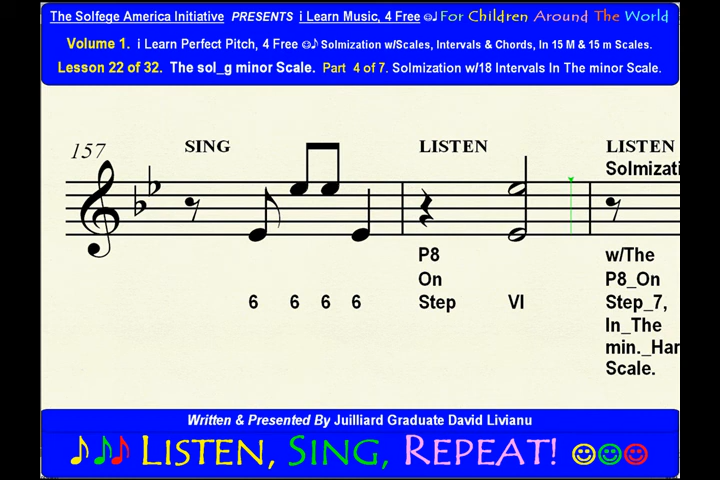 The Solfege America Initiative PRESENTS i Learn Music, 4 Free ☺♩ For Children Around The World
Volume 1. i Learn Perfect Pitch, 4 Free ☺♪ Solmization w/Scales, Intervals & Chords, In 15 M & 15 m Scales.
Lesson 22 of 32. The sol_g minor Scale. Part 4 of 7. Solmization w/18 Intervals In The minor Scale.
157 SING LISTEN LISTEN
Solmizati
P8 w/The
On P8_On
6 6 6 6 Step VI Step_7,
In_The
min._Har
Scale.
Written & Presented By Juilliard Graduate David Livianu
LISTEN, SING, REPEAT!